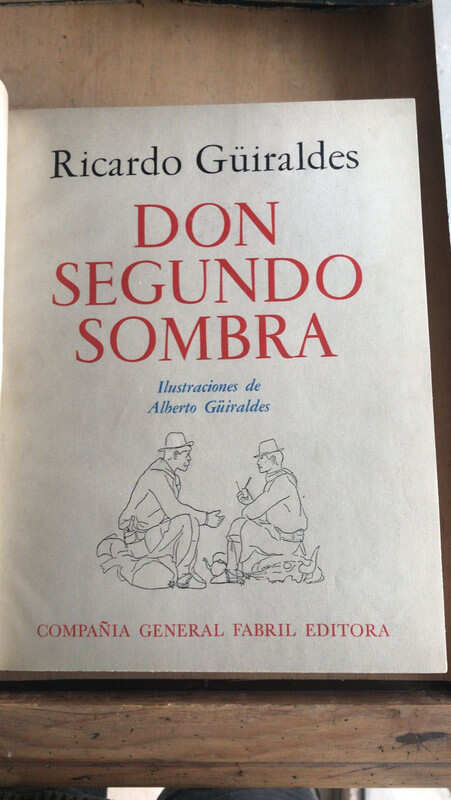 Ricardo Güiraldes
DON
SEGUNDO
SOMBRA
Ilustraciones de
Alberto Güiraldes
COMPAÑIA GENERAL FABRIL EDITORA